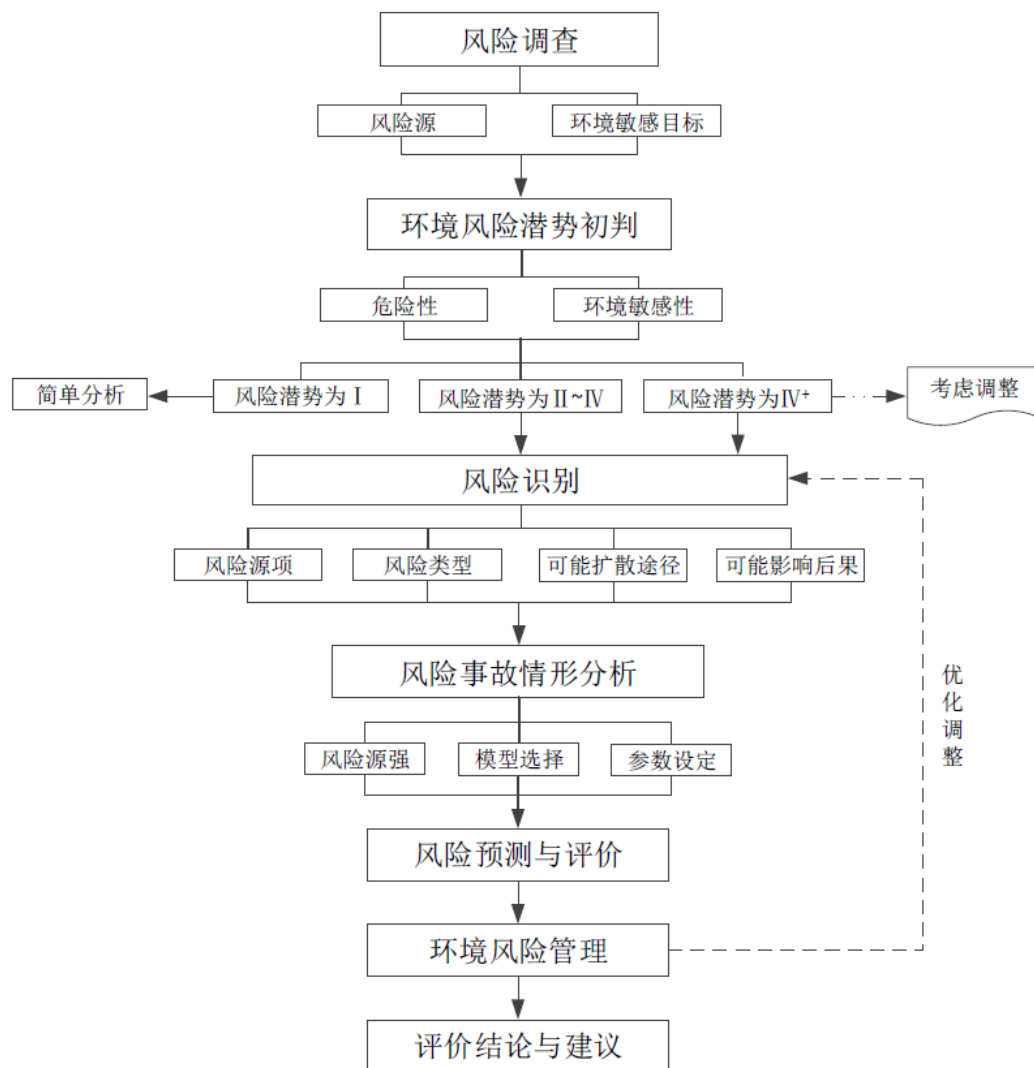 风险调查
风险源
环境敏感目标
环境风险潜势初判
危险性
环境敏感性
简单分析
风险潜势为Ⅰ
风险潜势为Ⅱ~Ⅳ
风险潜势为Ⅳ⁺
考虑调整
风险识别
风险源项
风险类型
可能扩散途径
可能影响后果
风险事故情形分析
优化调整
风险源强
模型选择
参数设定
风险预测与评价
环境风险管理
评价结论与建议